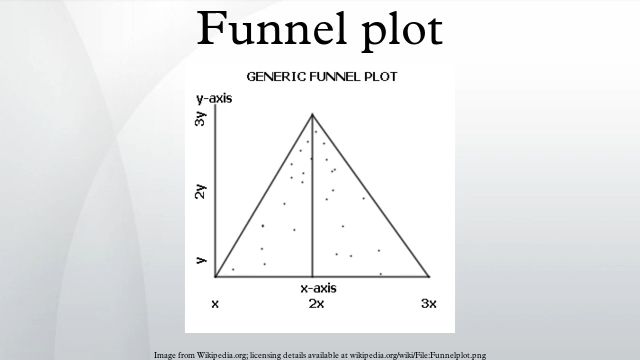 Funnel plot
GENERIC FUNNEL PLOT
y-axis
3y
2y
y
x-axis
x 2x 3x
Image from Wikipedia.org; licensing details available at wikipedia.org/wiki/File:Funnelplot.png